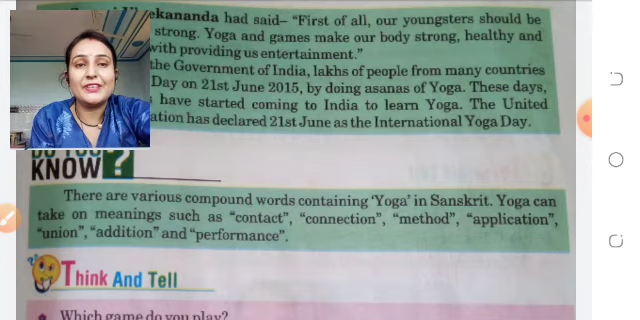 ekananda had said– “First of all, our youngsters should be
strong. Yoga and games make our body strong, healthy and
with providing us entertainment.”
the Government of India, lakhs of people from many countries
Day on 21st June 2015, by doing asanas of Yoga. These days,
have started coming to India to learn Yoga. The United
ation has declared 21st June as the International Yoga Day.
KNOW ?
There are various compound words containing ‘Yoga’ in Sanskrit. Yoga can
take on meanings such as “contact”, “connection”, “method”, “application”,
“union”, “addition” and “performance”.
Think And Tell
Which game do you play?